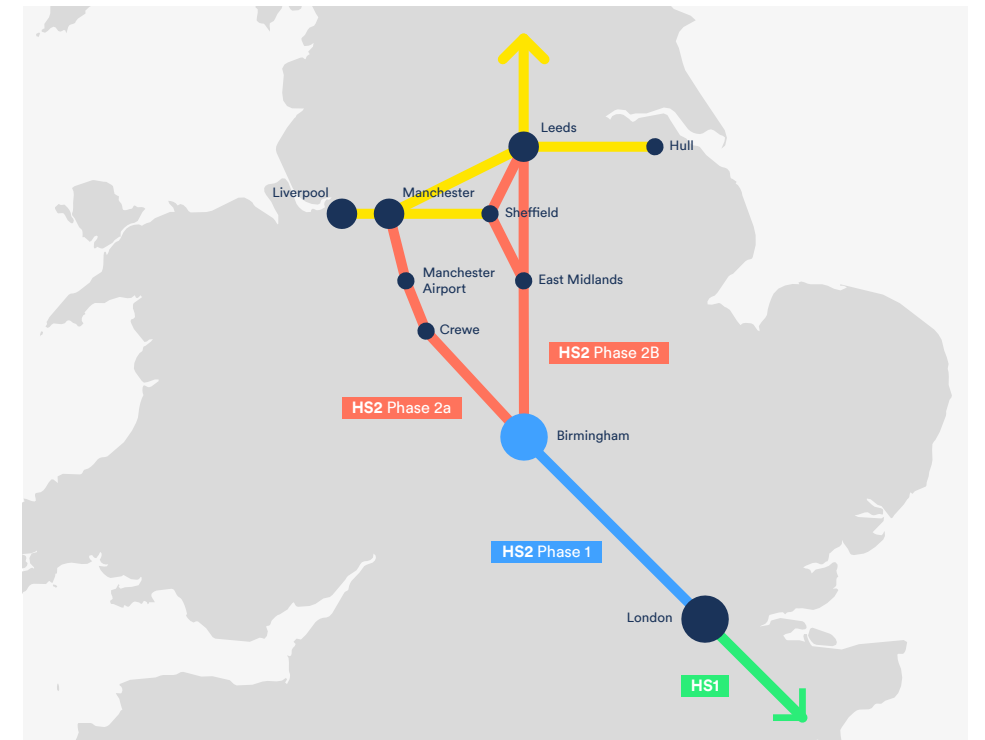 Leeds
Hull
Liverpool
Manchester
Sheffield
Manchester
Airport
East Midlands
Crewe
HS2 Phase 2B
HS2 Phase 2a
Birmingham
HS2 Phase 1
London
HS1